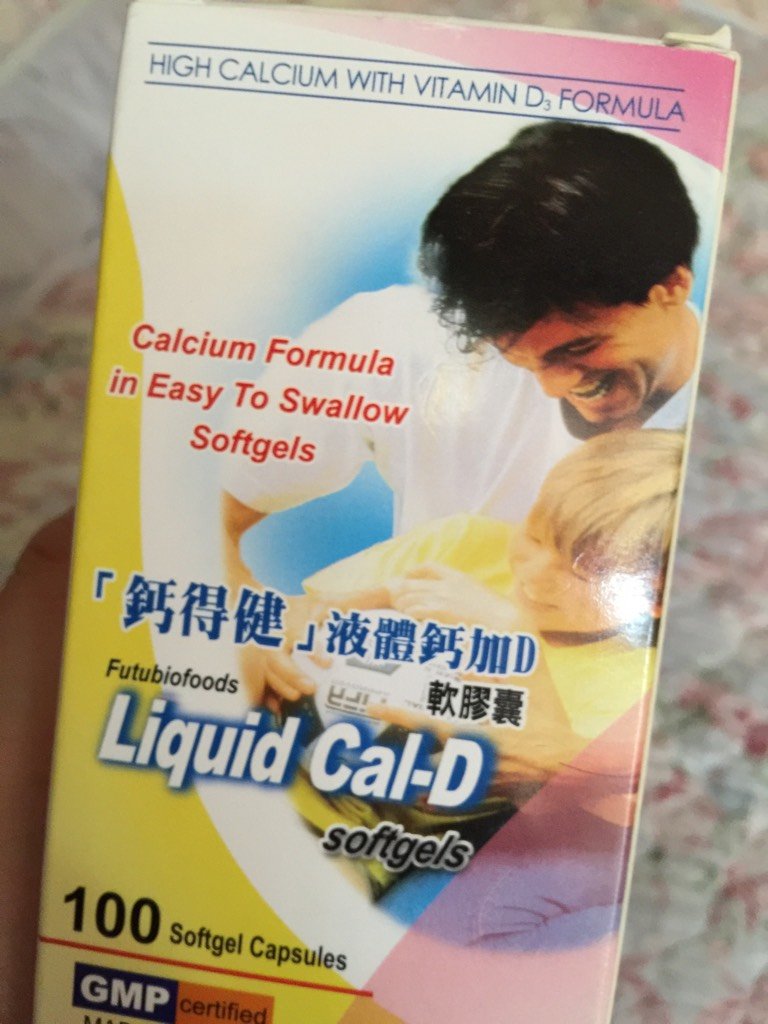 HIGH CALCIUM WITH VITAMIN D₃ FORMULA
Calcium Formula
in Easy To Swallow
Softgels
「鈣得健」液體鈣加D
軟膠囊
Futubiofoods
Liquid Cal-D
softgels
100 Softgel Capsules
GMP certified